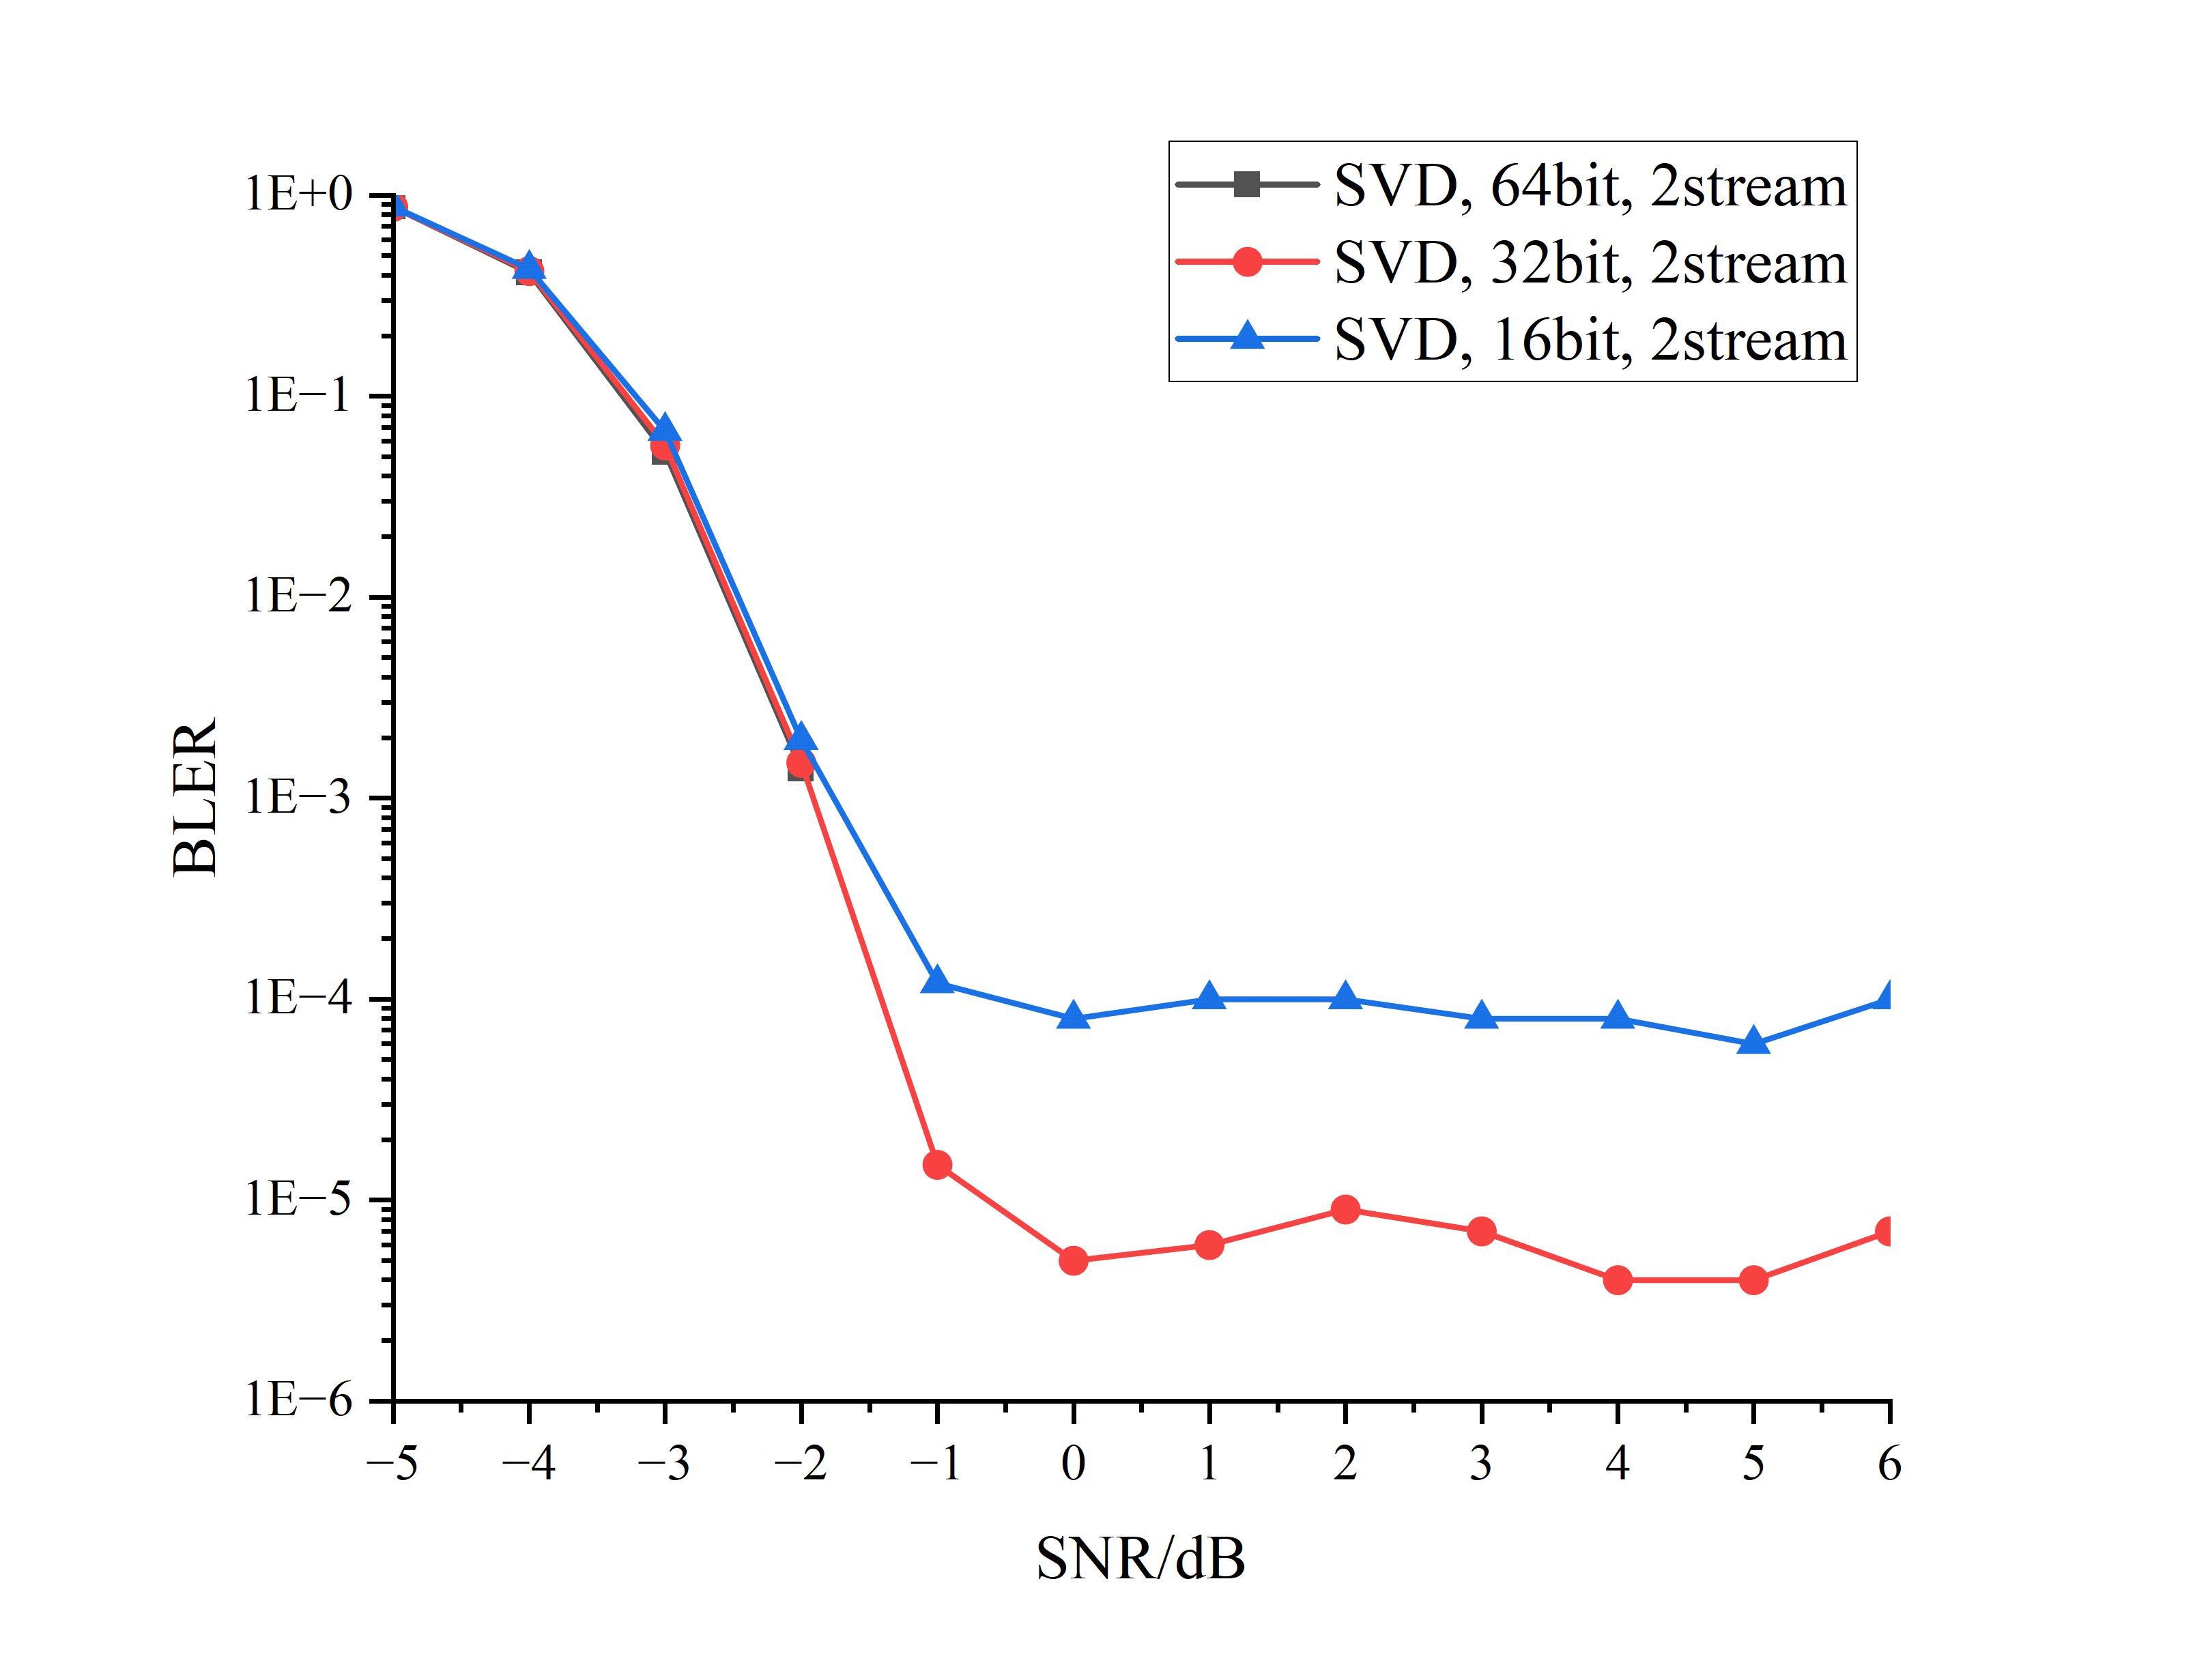 SVD, 64bit, 2stream
SVD, 32bit, 2stream
SVD, 16bit, 2stream
1E+0
1E−1
1E−2
1E−3
1E−4
1E−5
1E−6
BLER
−5 −4 −3 −2 −1 0 1 2 3 4 5 6
SNR/dB